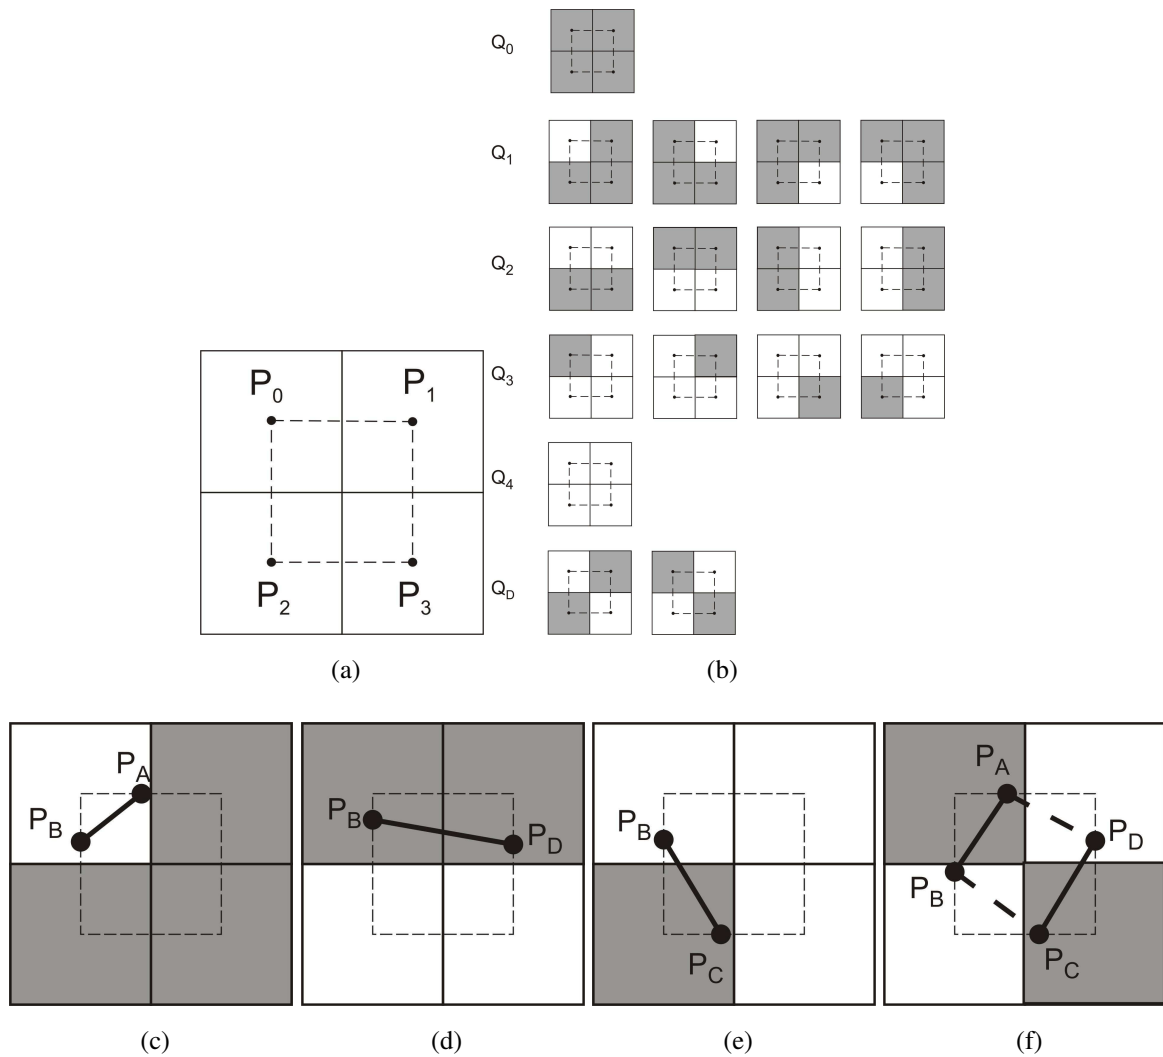 Q0
Q1
Q2
Q3
Q4
QD
P0 P1
P2 P3
(a) (b)
PA
PB
PB PD
PB
PC
PA
PD
PB
PC
(c) (d) (e) (f)